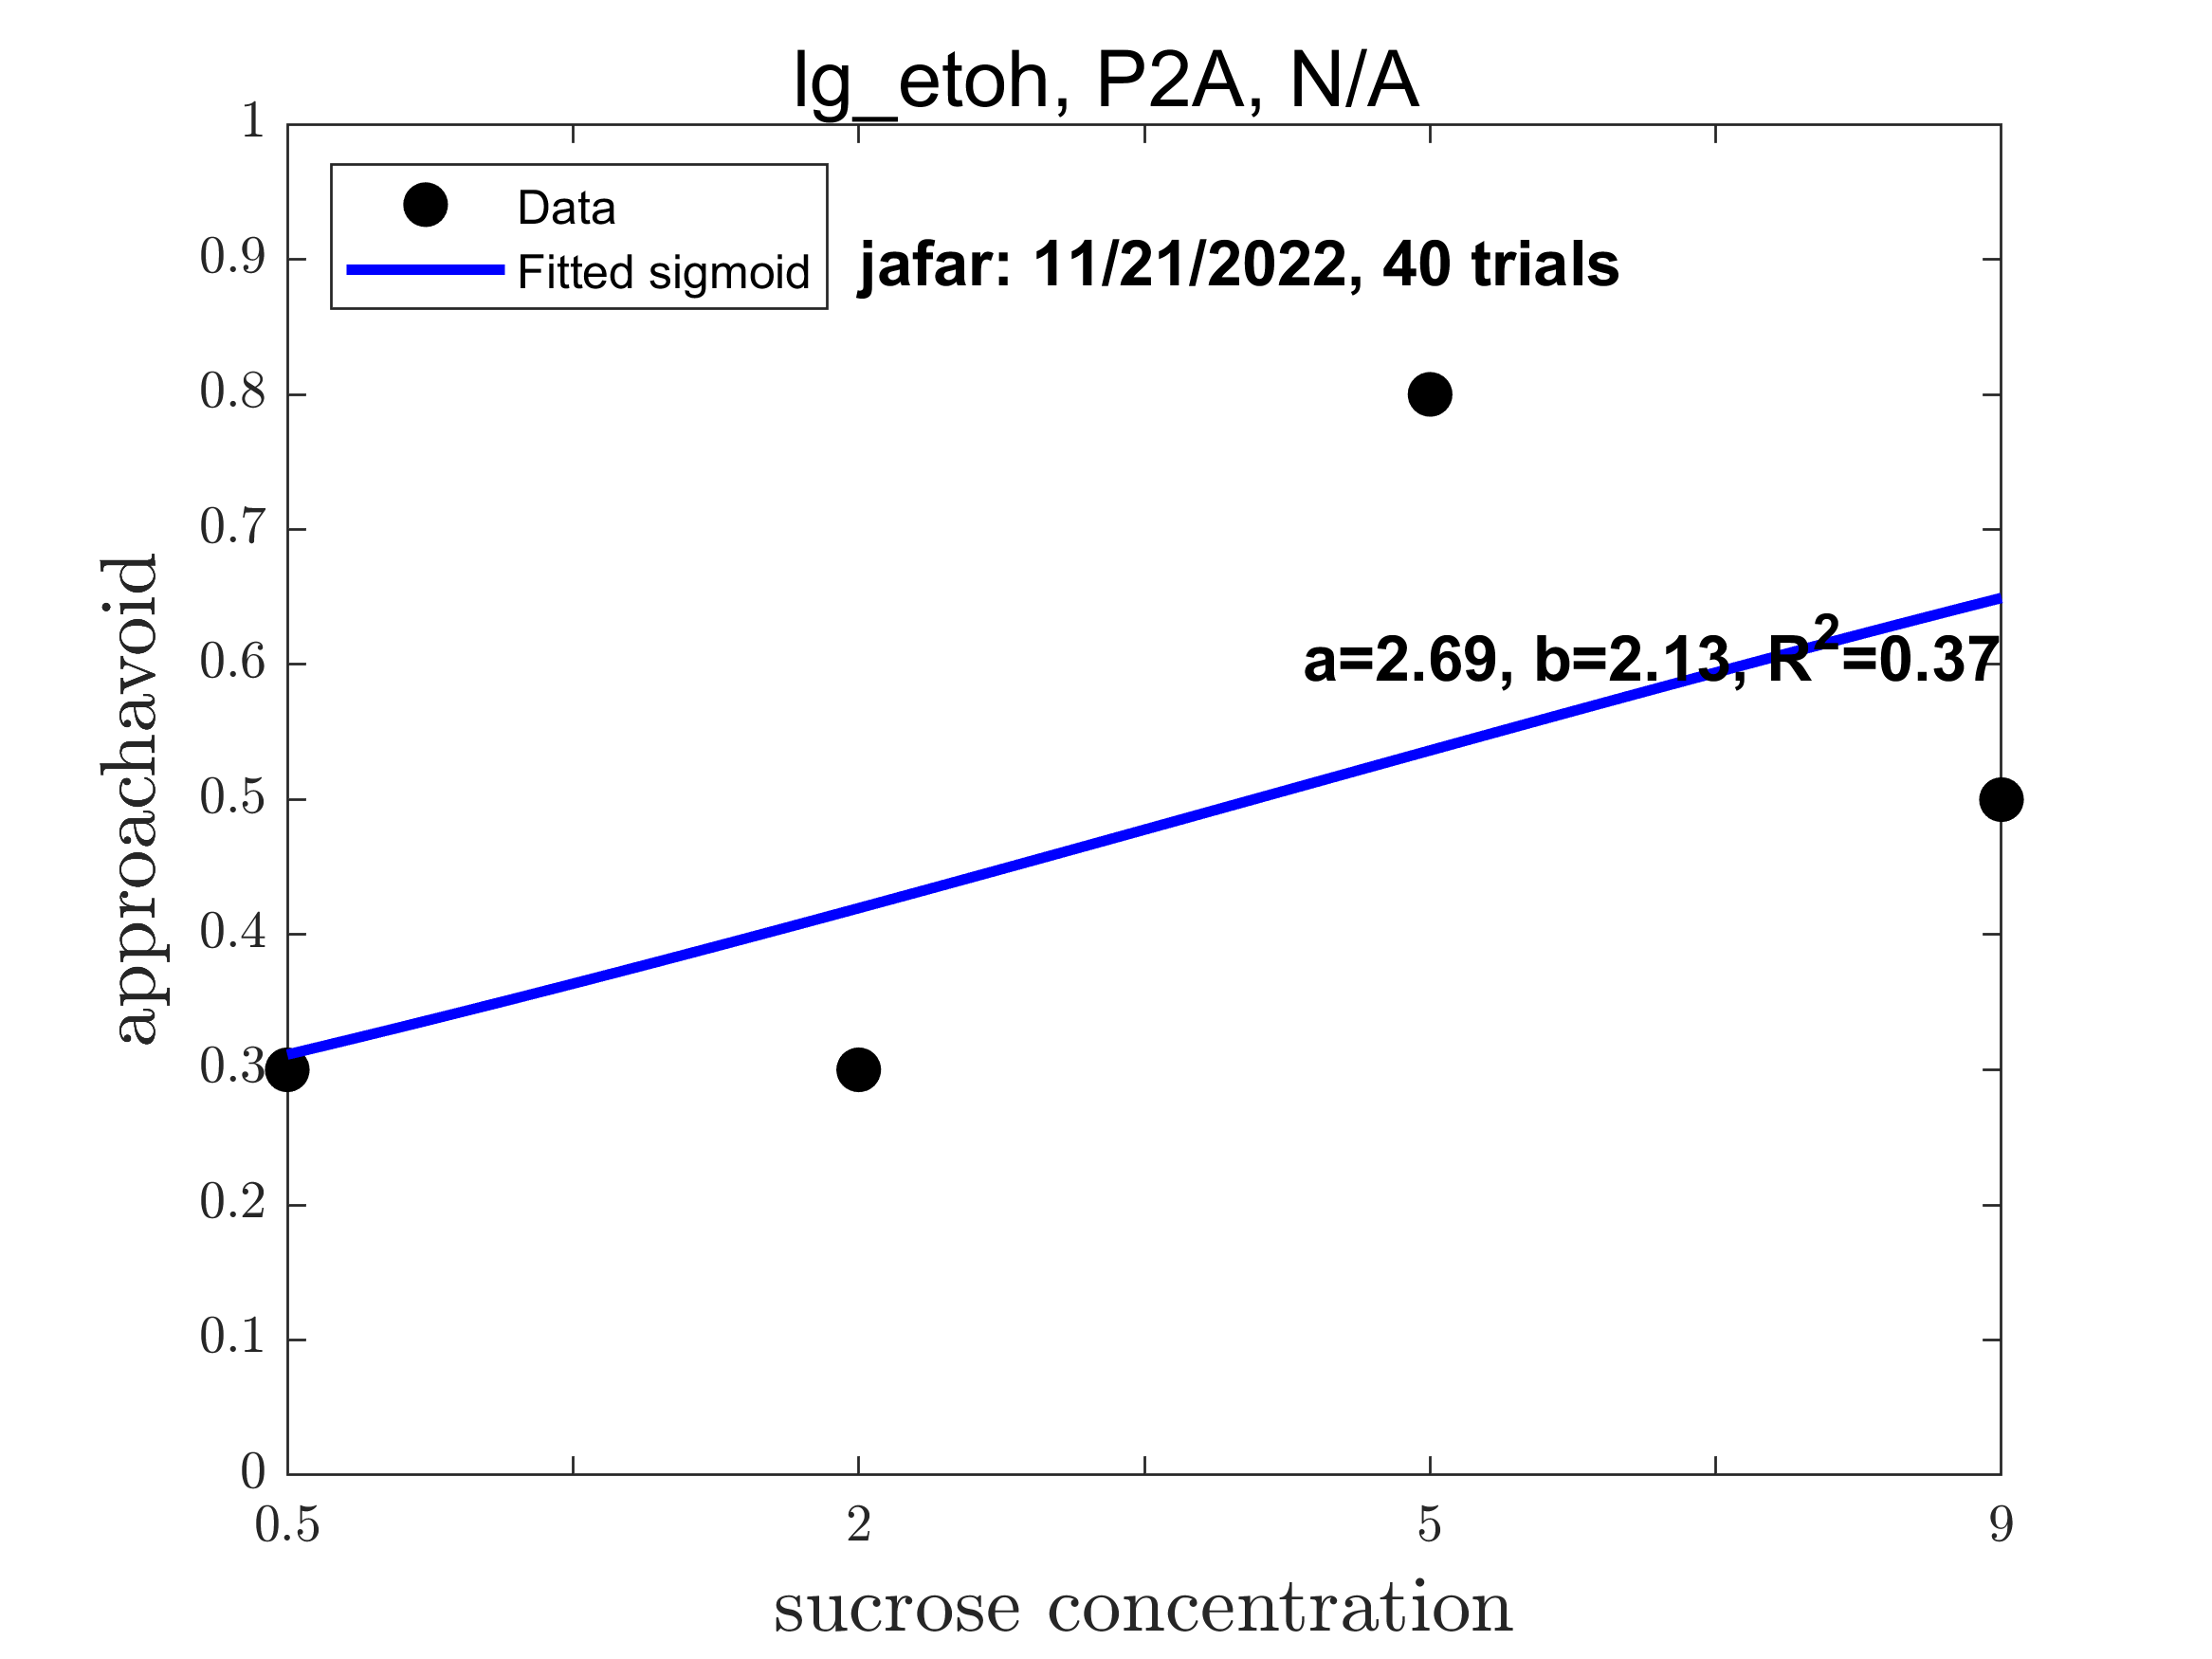 lg_etoh, P2A, N/A
Data
Fitted sigmoid
jafar: 11/21/2022, 40 trials
a=2.69, b=2.13, R²=0.37
approachavoid
1
0.9
0.8
0.7
0.6
0.5
0.4
0.3
0.2
0.1
0
0.5 2 5 9
sucrose concentration